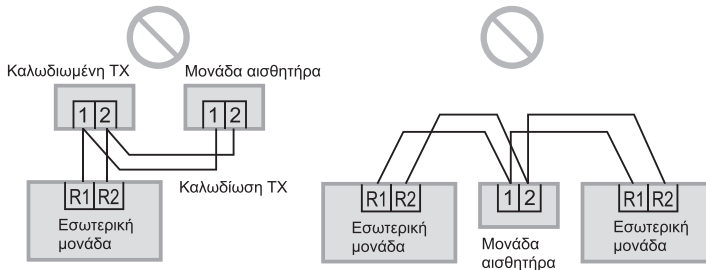 Καλωδιωμένη ΤΧ
Μονάδα αισθητήρα
1 2
1 2
R1 R2
Εσωτερική
μονάδα
Καλωδίωση ΤΧ
R1 R2
Εσωτερική
μονάδα
1 2
Μονάδα
αισθητήρα
R1 R2
Εσωτερική
μονάδα